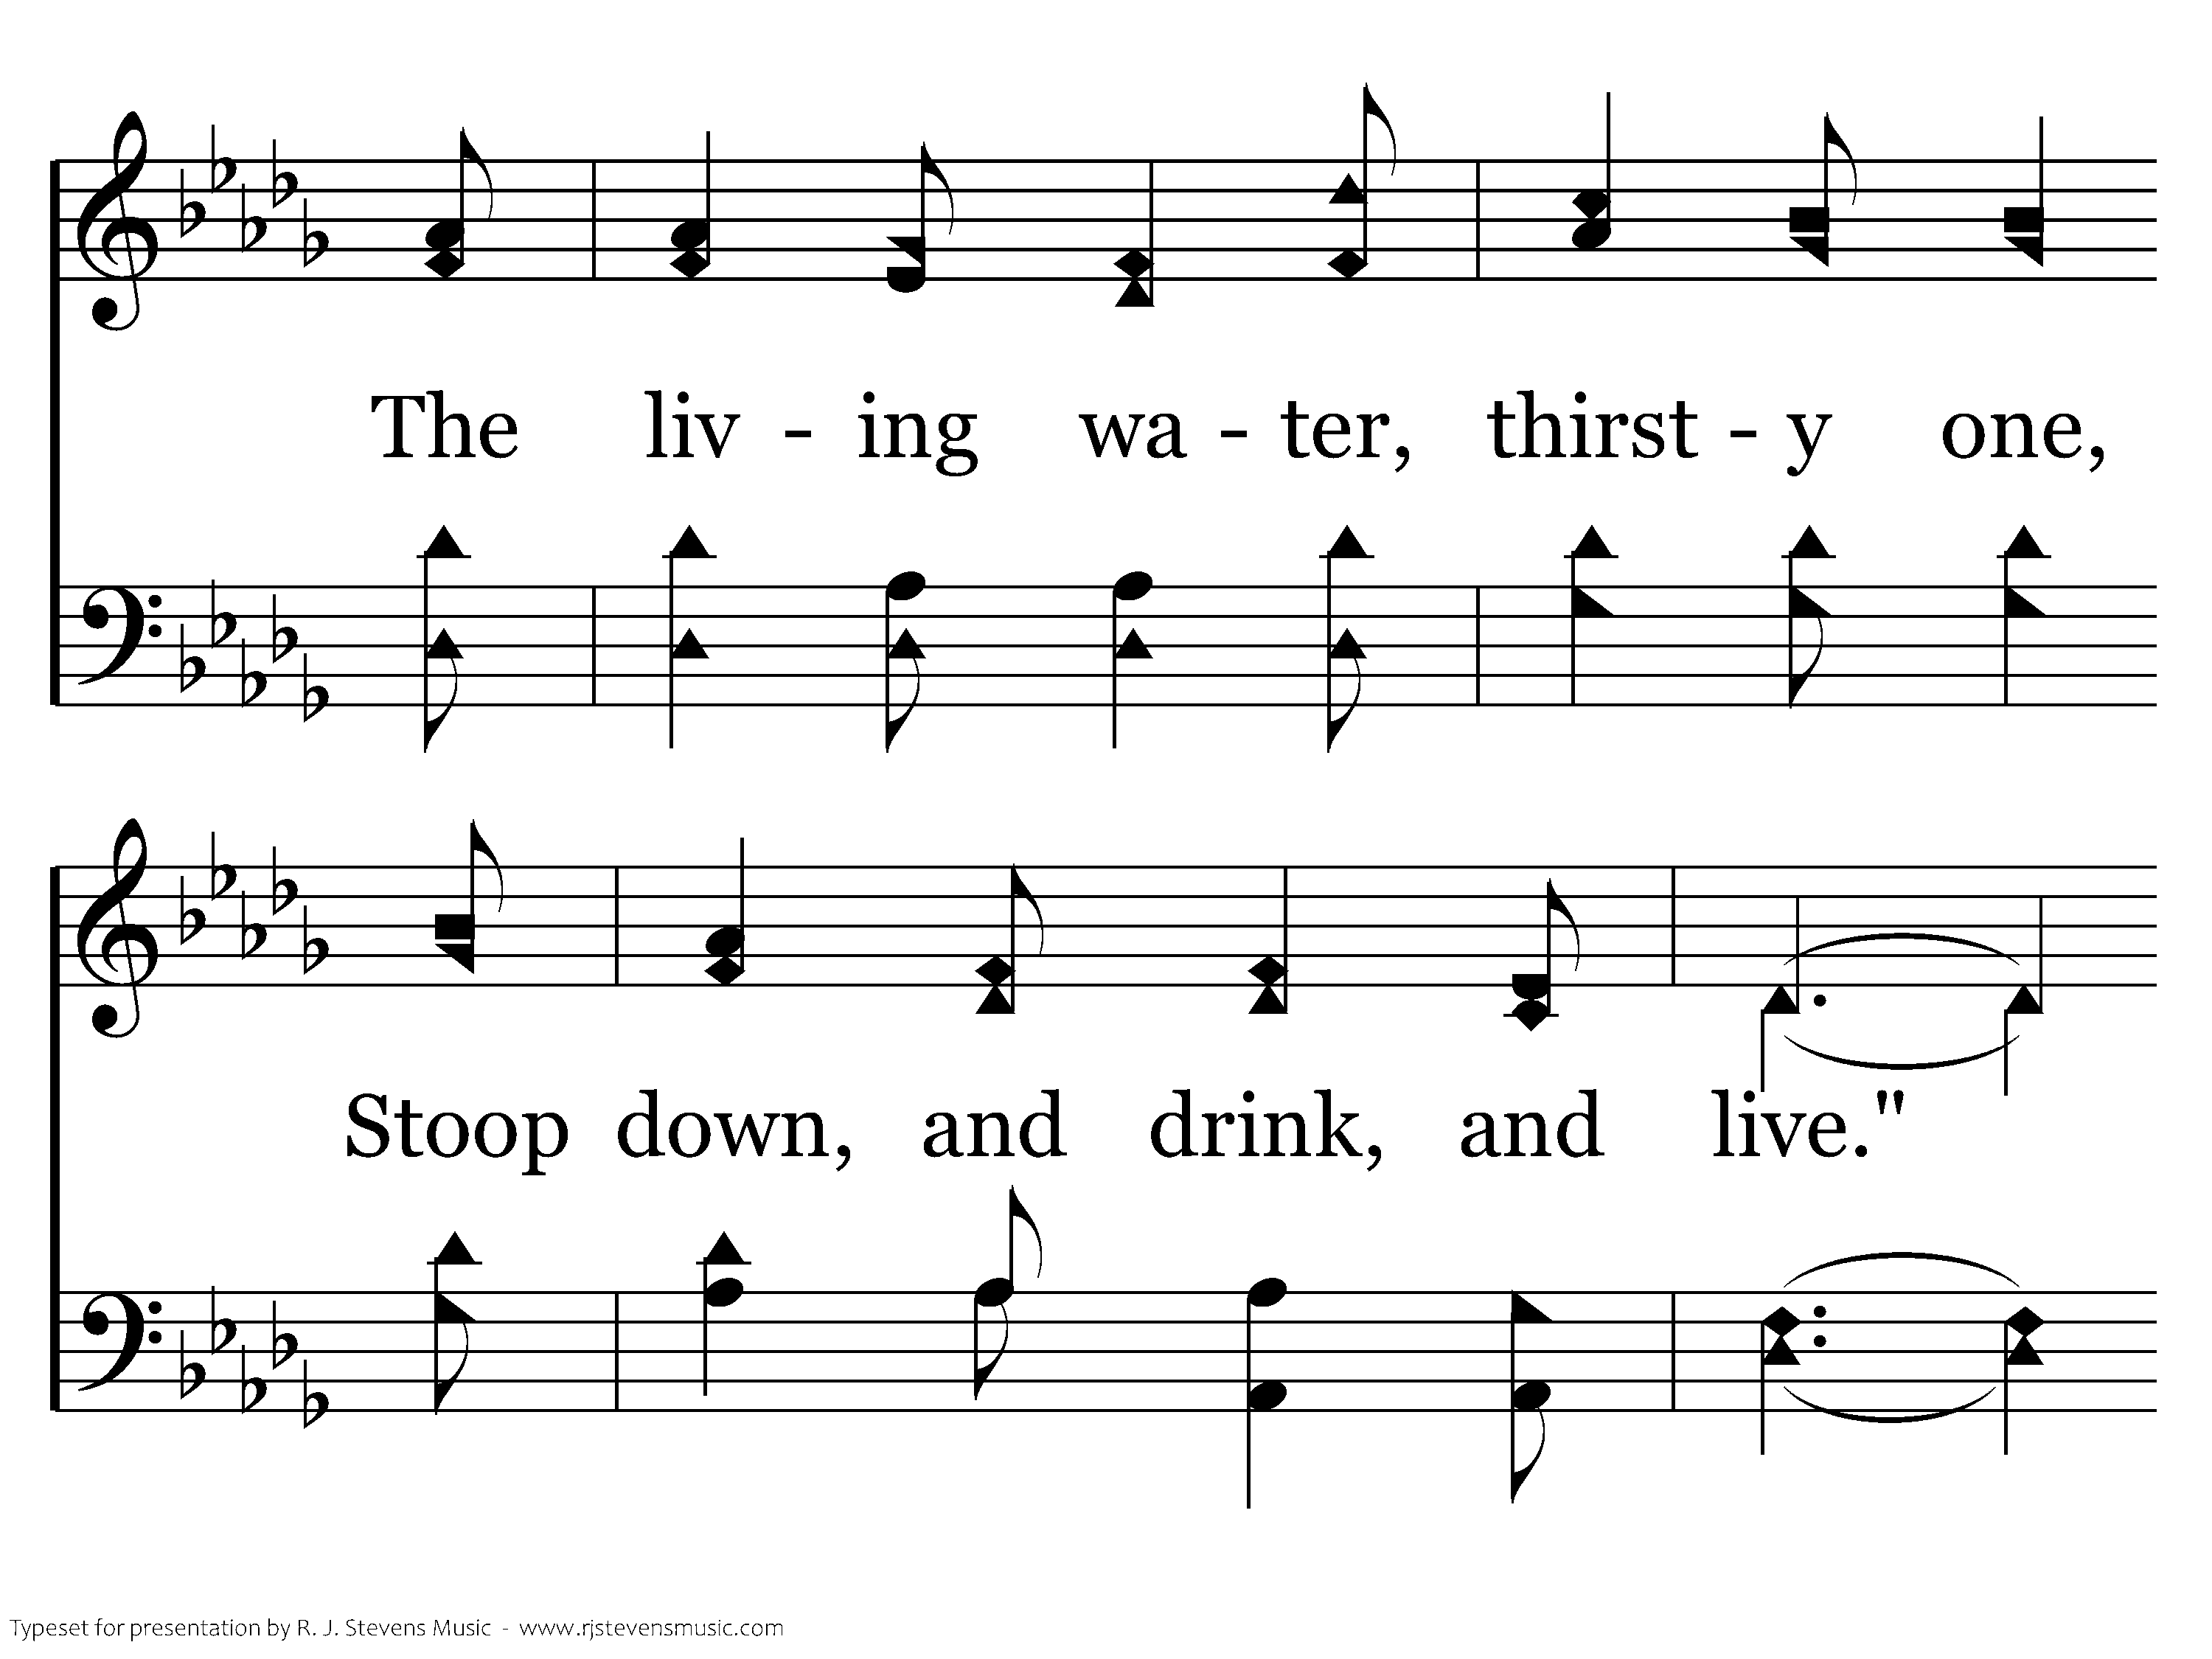 The liv - ing wa - ter, thirst - y one,
Stoop down, and drink, and live."
Typeset for presentation by R. J. Stevens Music - www.rjstevensmusic.com